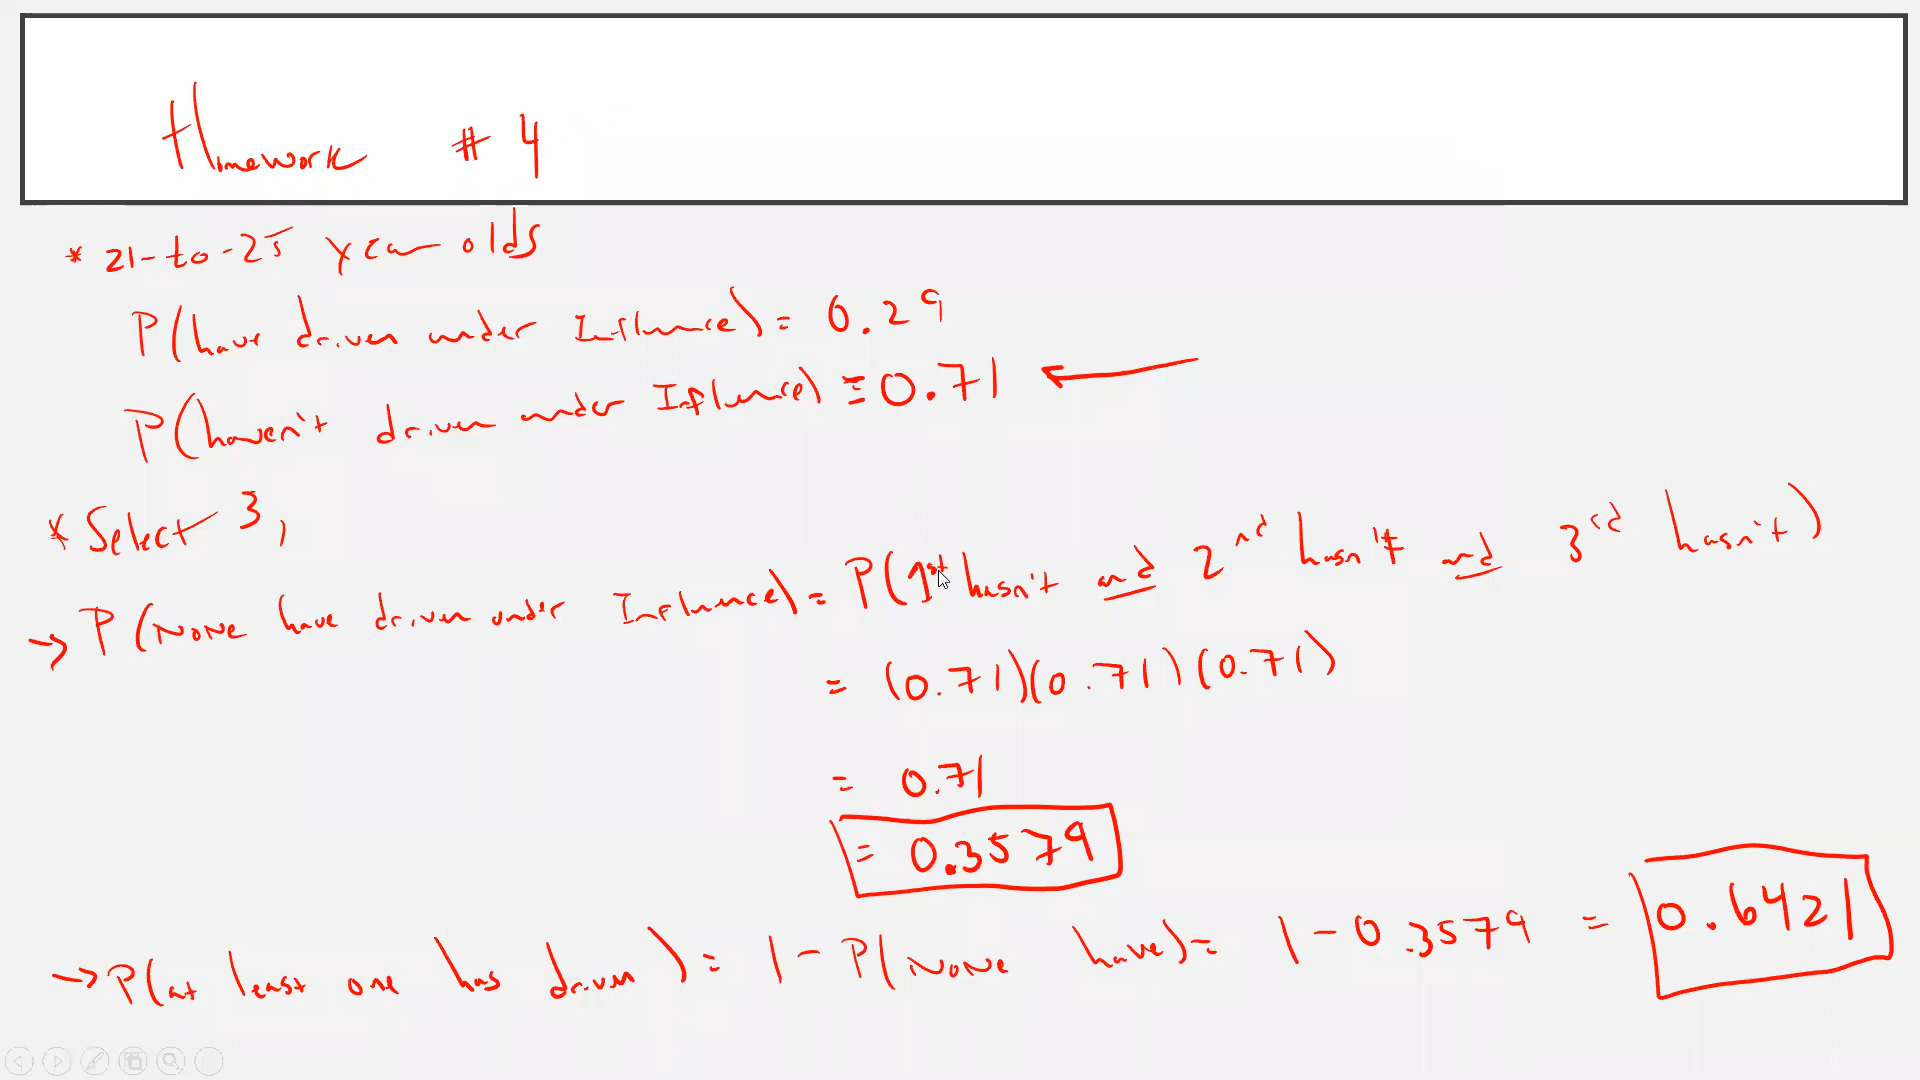 Homework # 4
* 21-to-25 year olds
P(have driven under Influence) = 0.29
P(haven't driven under Influence) = 0.71 ←
* Select 3,
→ P(NONE have driven under Influence) = P(1st hasn't and 2nd hasn't and 3rd hasn't)
= (0.71)(0.71)(0.71)
= 0.71
= 0.3579
→ P(at least one has driven) = 1 - P(NONE have) = 1 - 0.3579 = 0.6421